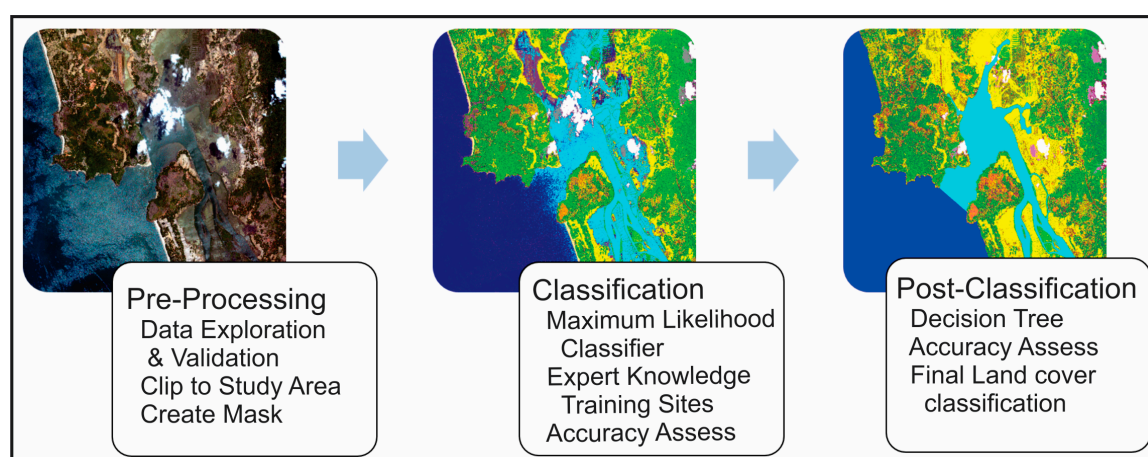 Pre-Processing
Data Exploration
& Validation
Clip to Study Area
Create Mask
Classification
Maximum Likelihood
Classifier
Expert Knowledge
Training Sites
Accuracy Assess
Post-Classification
Decision Tree
Accuracy Assess
Final Land cover
classification